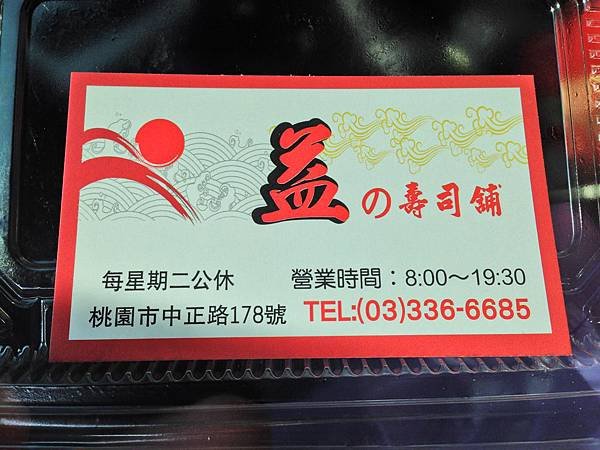 益の壽司舖
每星期二公休
營業時間：8:00～19:30
桃園市中正路178號
TEL:(03)336-6685